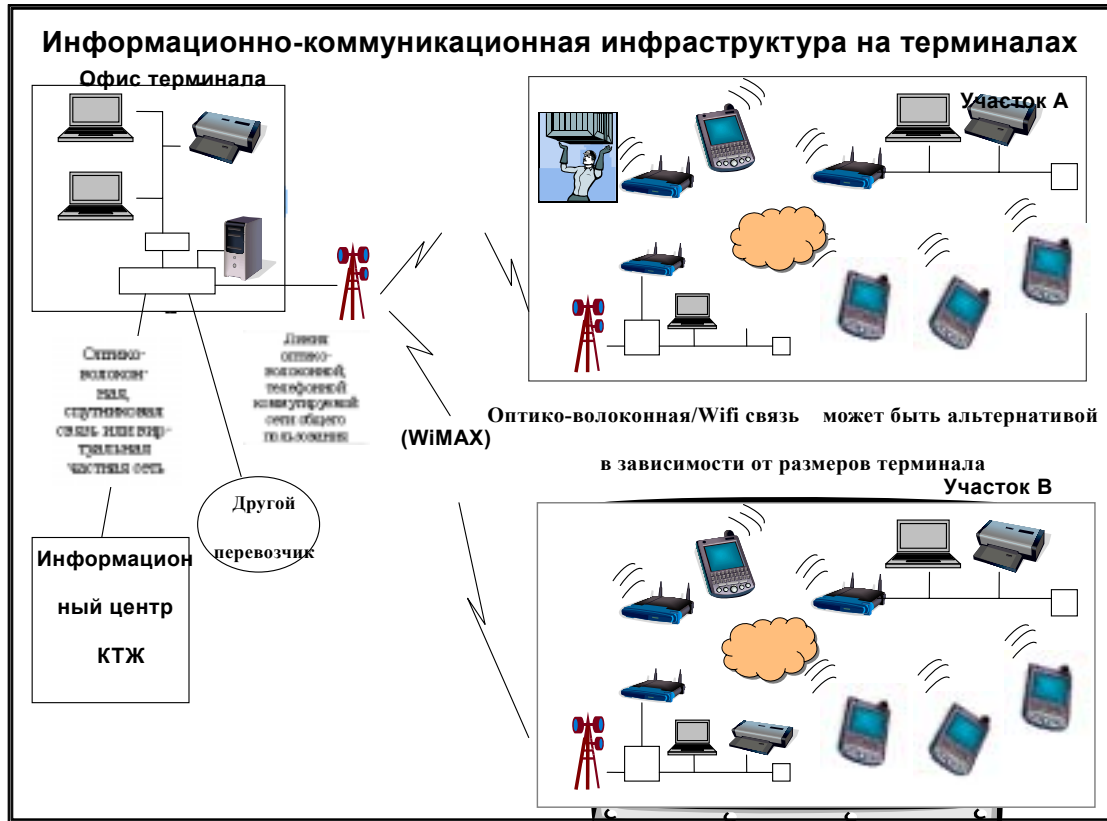 Информационно-коммуникационная инфраструктура на терминалах
Офис терминала
Участок А
Оптико-
волокон-
ная,
спутниковая
связь или вир-
туальная
частная сеть
Линия
оптико-
волоконной,
телефонной
коммутируемой
сети общего
пользования
(WiMAX)
Оптико-волоконная/Wifi связь может быть альтернативой
в зависимости от размеров терминала
Участок В
Другой
перевозчик
Информацион
ный центр
КТЖ